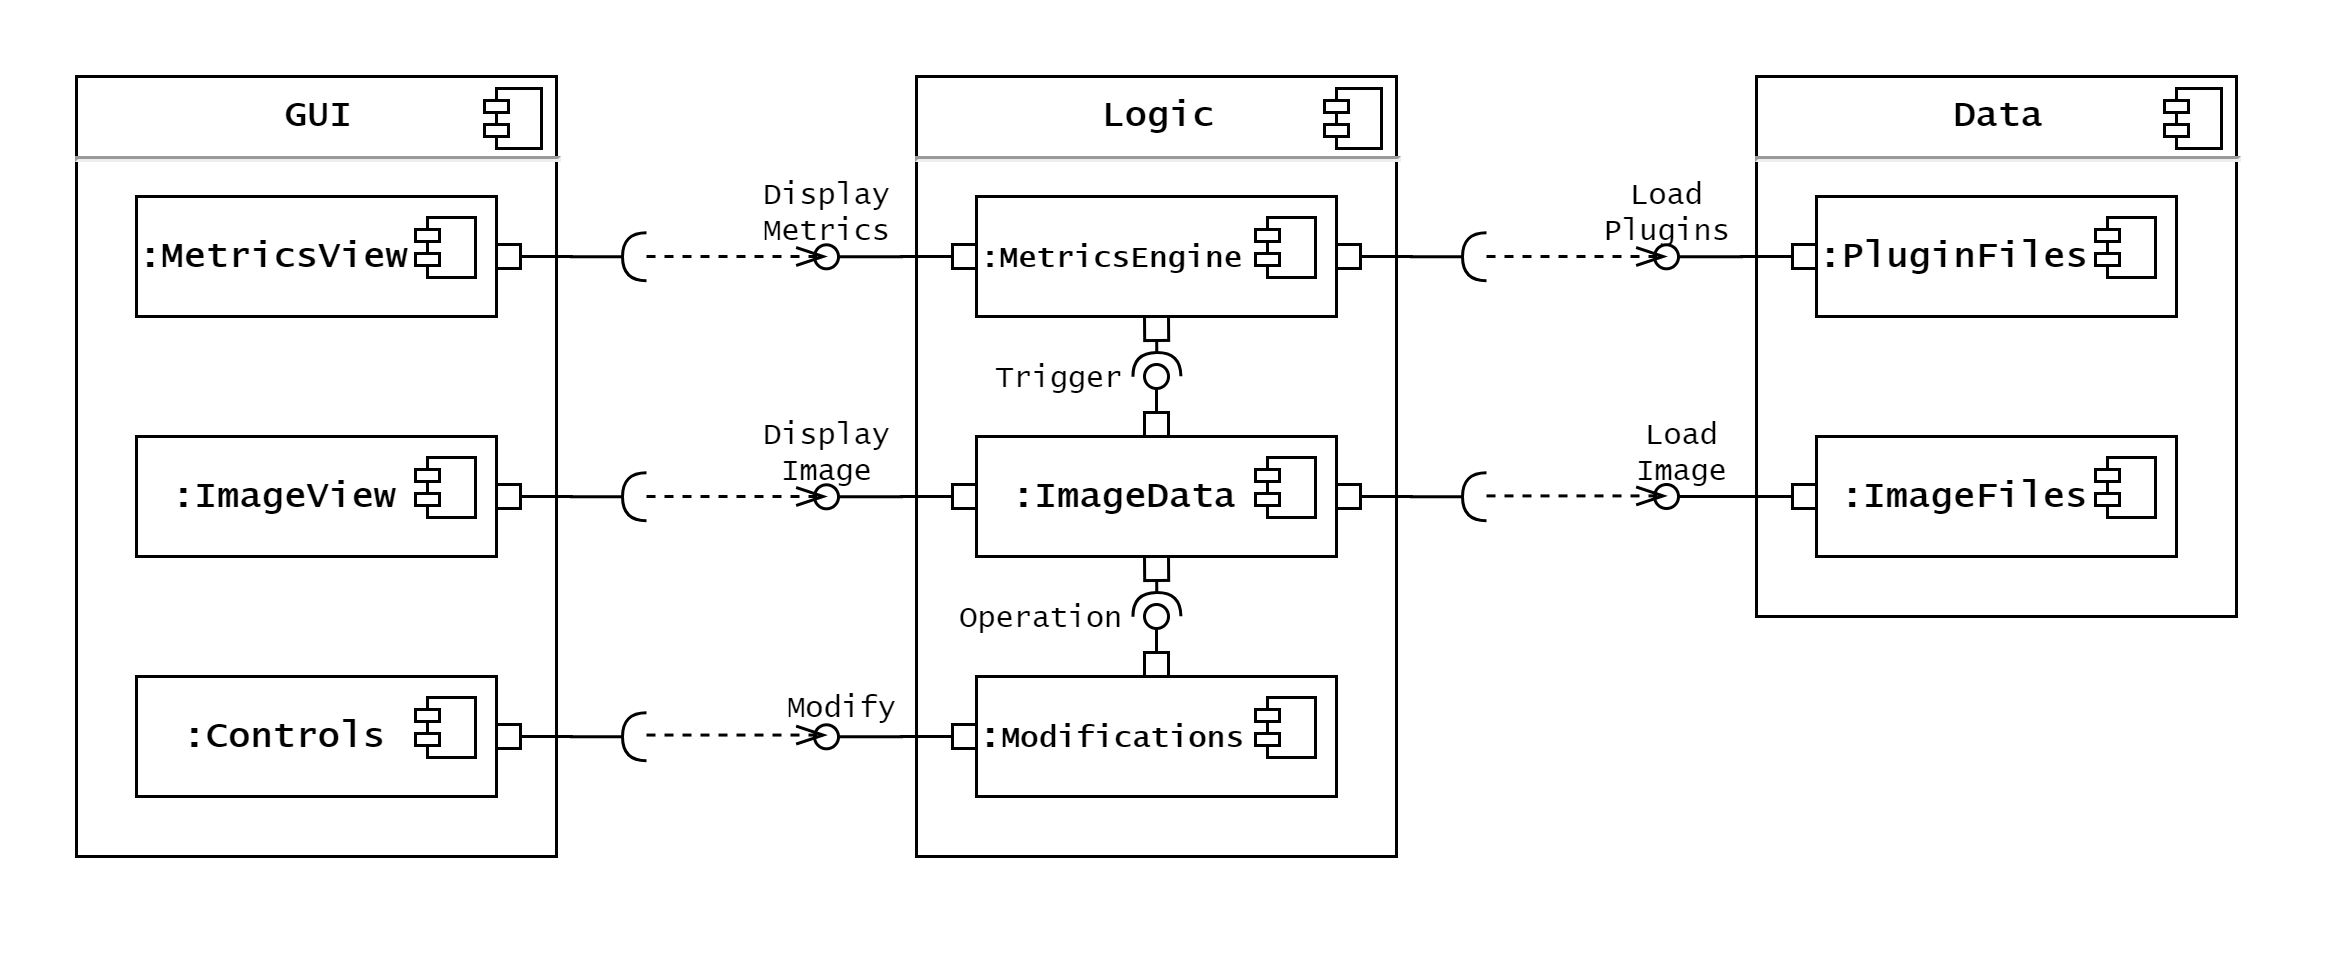 GUI
Logic
Data
Display
Metrics
Load
Plugins
:MetricsView
:MetricsEngine
:PluginFiles
Trigger
Display
Image
Load
Image
:ImageView
:ImageData
:ImageFiles
Operation
Modify
:Controls
:Modifications